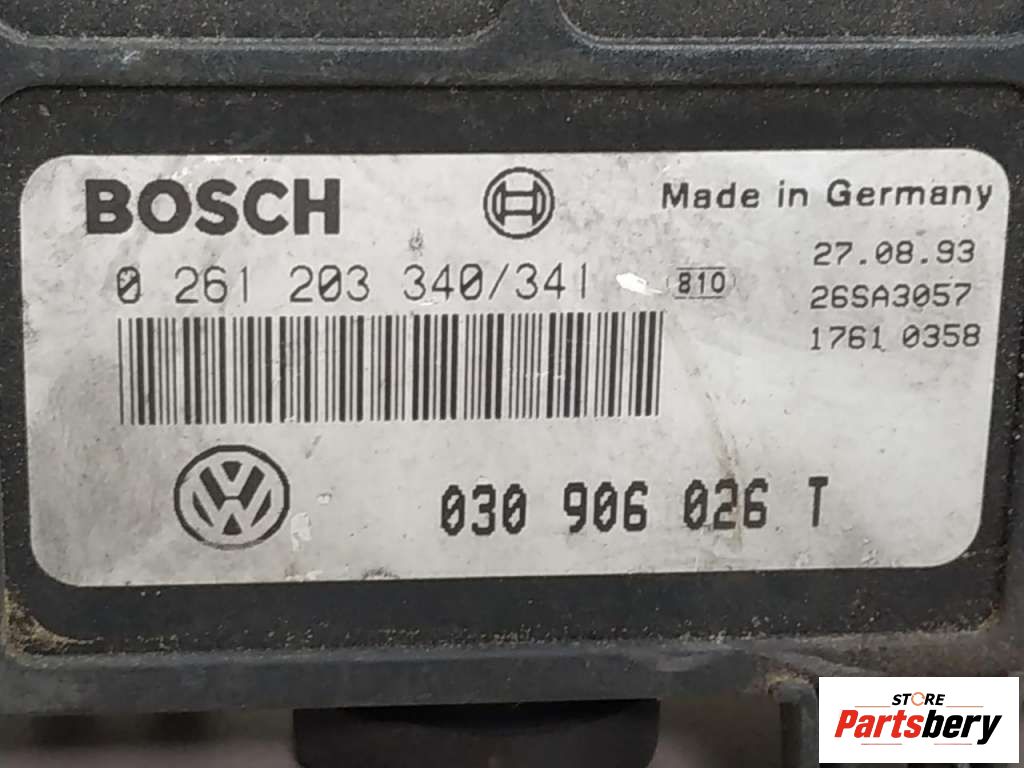 BOSCH
Made in Germany
0 261 203 340/341
810
27.08.93
26SA3057
1761 0358
030 906 026 T
STORE
Partsbery